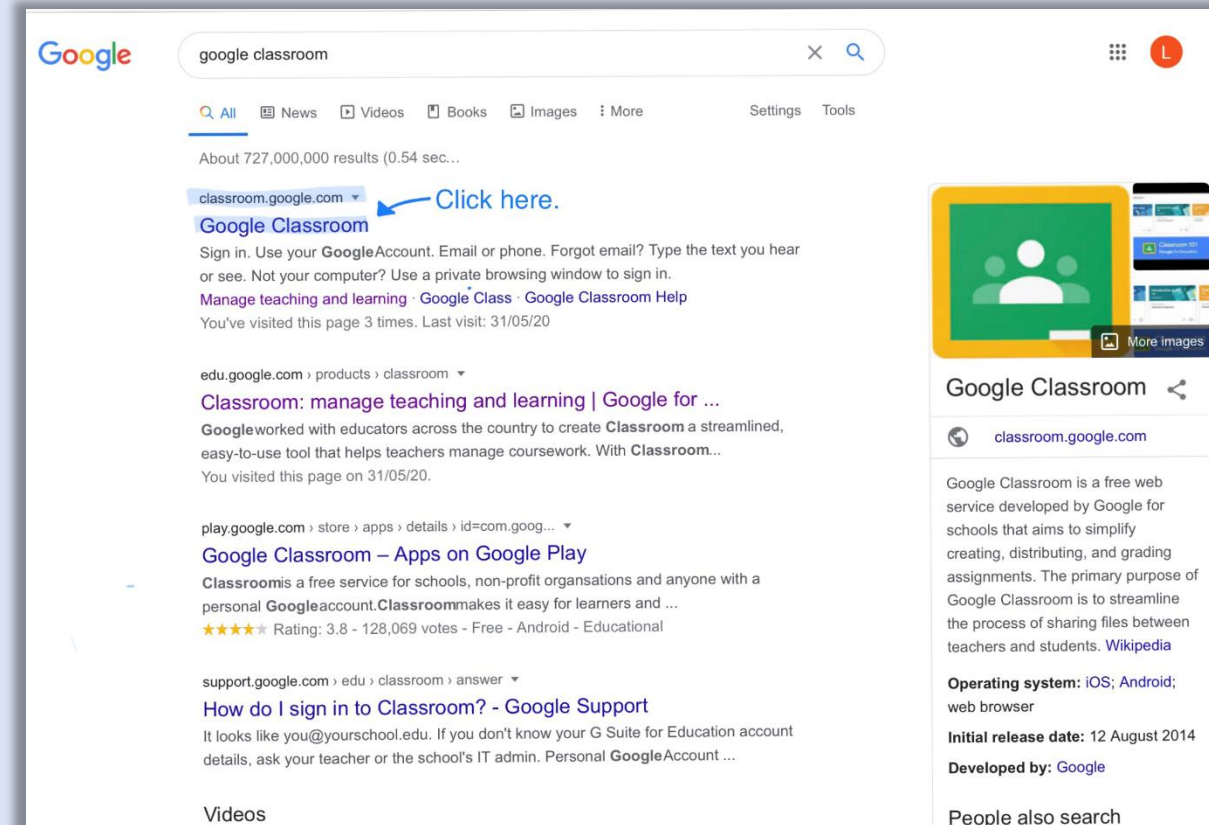 Google
google classroom
L
All News Videos Books Images More Settings Tools
About 727,000,000 results (0.54 sec...
classroom.google.com
Click here.
Google Classroom
Sign in. Use your GoogleAccount. Email or phone. Forgot email? Type the text you hear
or see. Not your computer? Use a private browsing window to sign in.
Manage teaching and learning · Google Class · Google Classroom Help
You've visited this page 3 times. Last visit: 31/05/20
edu.google.com › products › classroom
Classroom: manage teaching and learning | Google for ...
Googleworked with educators across the country to create Classroom a streamlined,
easy-to-use tool that helps teachers manage coursework. With Classroom...
You visited this page on 31/05/20.
play.google.com › store › apps › details › id=com.goog...
Google Classroom – Apps on Google Play
Classroomis a free service for schools, non-profit organsations and anyone with a
personal Googleaccount.Classroommakes it easy for learners and ...
Rating: 3.8 - 128,069 votes - Free - Android - Educational
support.google.com › edu › classroom › answer
How do I sign in to Classroom? - Google Support
It looks like you@yourschool.edu. If you don't know your G Suite for Education account
details, ask your teacher or the school's IT admin. Personal GoogleAccount ...
Videos
Classroom 101
More images
Google Classroom
classroom.google.com
Google Classroom is a free web
service developed by Google for
schools that aims to simplify
creating, distributing, and grading
assignments. The primary purpose of
Google Classroom is to streamline
the process of sharing files between
teachers and students. Wikipedia
Operating system: iOS; Android;
web browser
Initial release date: 12 August 2014
Developed by: Google
People also search